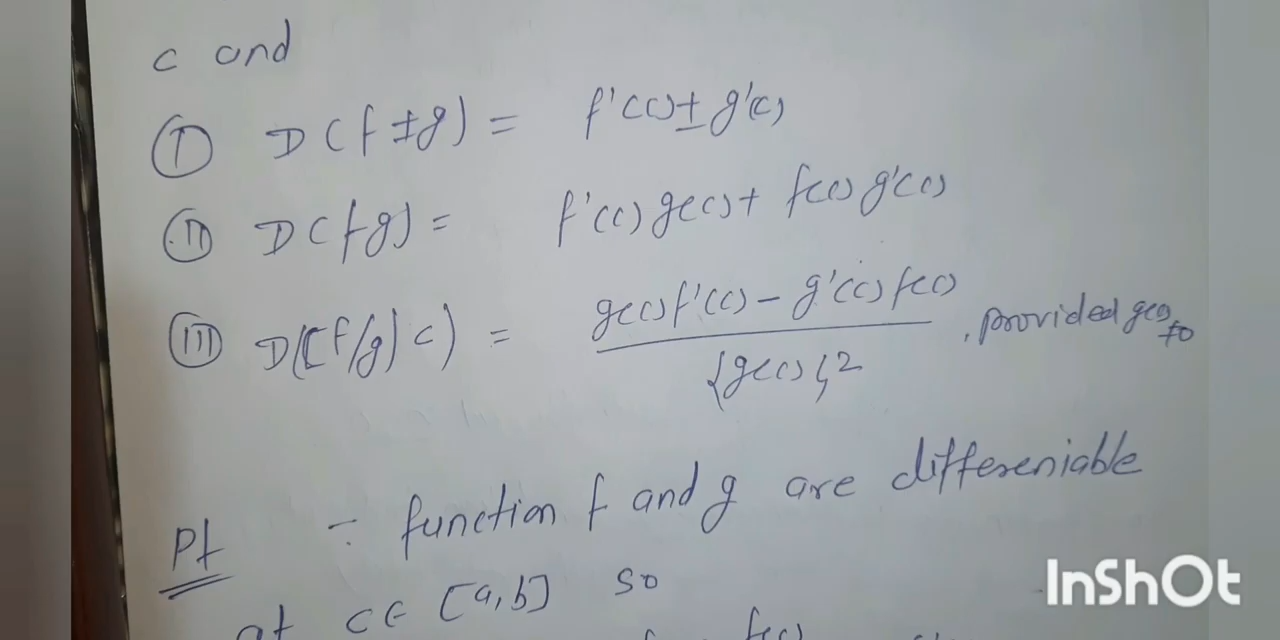 c and
(I) D(f±g) = f'(c) ± g'(c)
(II) D(fg) = f'(c) g(c) + f(c) g'(c)
(III) D((f/g) c) = g(c) f'(c) - g'(c) f(c) / {g(c)}2 , provided g(c) ≠0
Pf ÷ function f and g are differeniable
at c ∈ [a,b] so
f(c)
InShOt